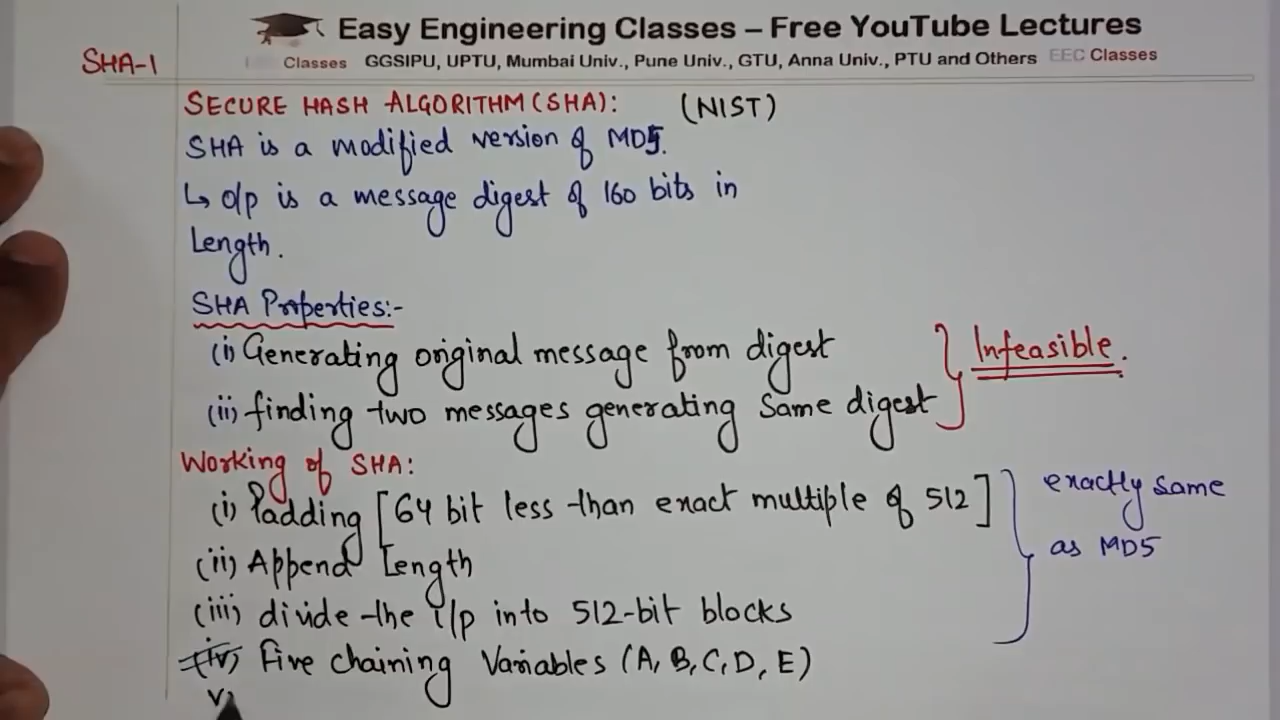 Easy Engineering Classes – Free YouTube Lectures
Classes GGSIPU, UPTU, Mumbai Univ., Pune Univ., GTU, Anna Univ., PTU and Others EEC Classes
SHA-1
SECURE HASH ALGORITHM (SHA): (NIST)
SHA is a modified version of MD5.
↳ o/p is a message digest of 160 bits in
Length.
SHA Properties:-
(i) Generating original message from digest
(ii) finding two messages generating same digest
Infeasible.
Working of SHA:
(i) Padding [64 bit less than exact multiple of 512]
(ii) Append Length
(iii) divide the i/p into 512-bit blocks
exactly same
as MD5
(iv) Five chaining Variables (A, B, C, D, E)
v)